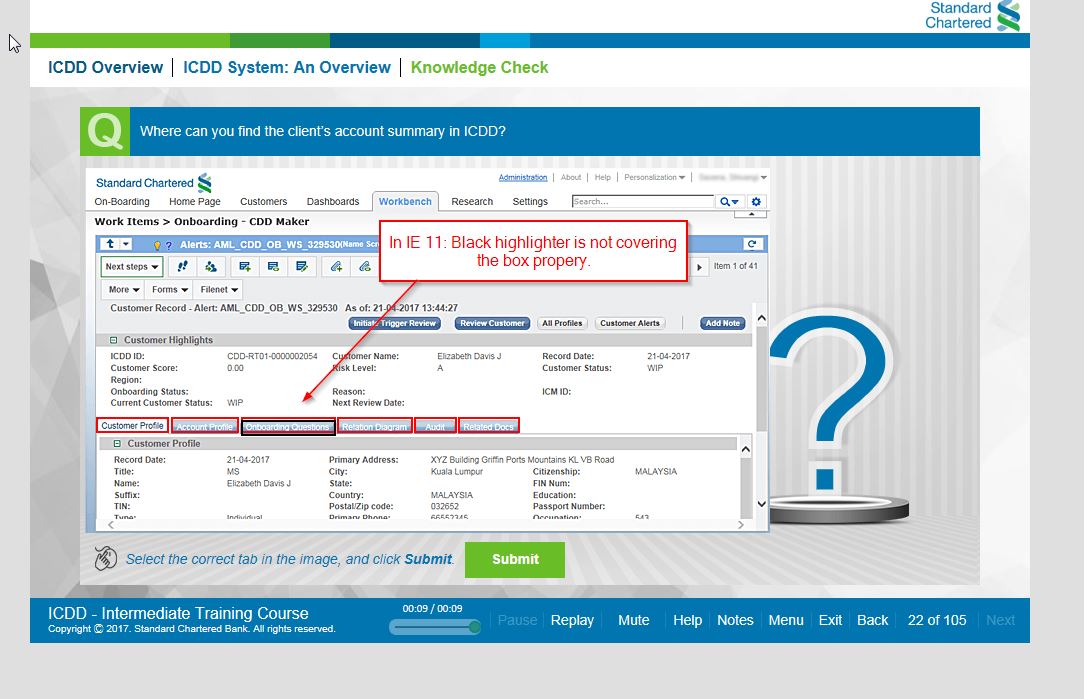 Standard
Chartered
ICDD Overview | ICDD System: An Overview | Knowledge Check
Q
Where can you find the client's account summary in ICDD?
Standard Chartered
Administration | About | Help | Personalization
On-Boarding Home Page Customers Dashboards Workbench Research Settings Search...
Work Items > Onboarding - CDD Maker
Alerts: AML_CDD_OB_WS_329530(Name Scr
In IE 11: Black highlighter is not covering
the box propery.
Next steps
Item 1 of 41
More Forms Filenet
Customer Record - Alert: AML_CDD_OB_WS_329530 As of: 21-04-2017 13:44:27
Initiate Trigger Review Review Customer All Profiles Customer Alerts Add Note
Customer Highlights
ICDD ID: CDD-RT01-0000002054 Customer Name: Elizabeth Davis J Record Date: 21-04-2017
Customer Score: 0.00 Risk Level: A Customer Status: WIP
Region:
Onboarding Status: Reason: ICM ID:
Current Customer Status: WIP Next Review Date:
Customer Profile Account Profile Onboarding Questions Relation Diagram Audit Related Docs
Customer Profile
Record Date: 21-04-2017 Primary Address: XYZ Building Griffin Ports Mountains KL VB Road
Title: MS City: Kuala Lumpur Citizenship: MALAYSIA
Name: Elizabeth Davis J State: FIN Num:
Suffix: Country: MALAYSIA Education:
TIN: Postal/Zip code: 032652 Passport Number:
Type: Individual Primary Phone: 66552345 Occupation: 543
Select the correct tab in the image, and click Submit.
Submit
ICDD - Intermediate Training Course
Copyright © 2017. Standard Chartered Bank. All rights reserved.
00:09 / 00:09
Pause Replay Mute Help Notes Menu Exit Back 22 of 105 Next